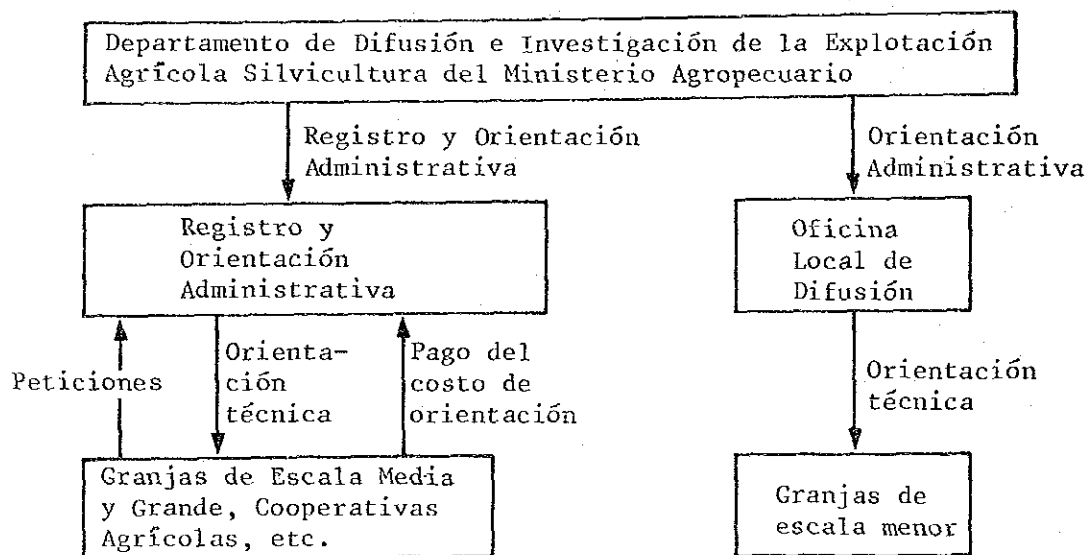 Departamento de Difusión e Investigación de la Explotación
Agrícola Silvicultura del Ministerio Agropecuario
Registro y Orientación
Administrativa
Orientación
Administrativa
Registro y
Orientación
Administrativa
Oficina
Local de
Difusión
Peticiones
Orienta-
ción
técnica
Pago del
costo de
orientación
Orientación
técnica
Granjas de Escala Media
y Grande, Cooperativas
Agrícolas, etc.
Granjas de
escala menor